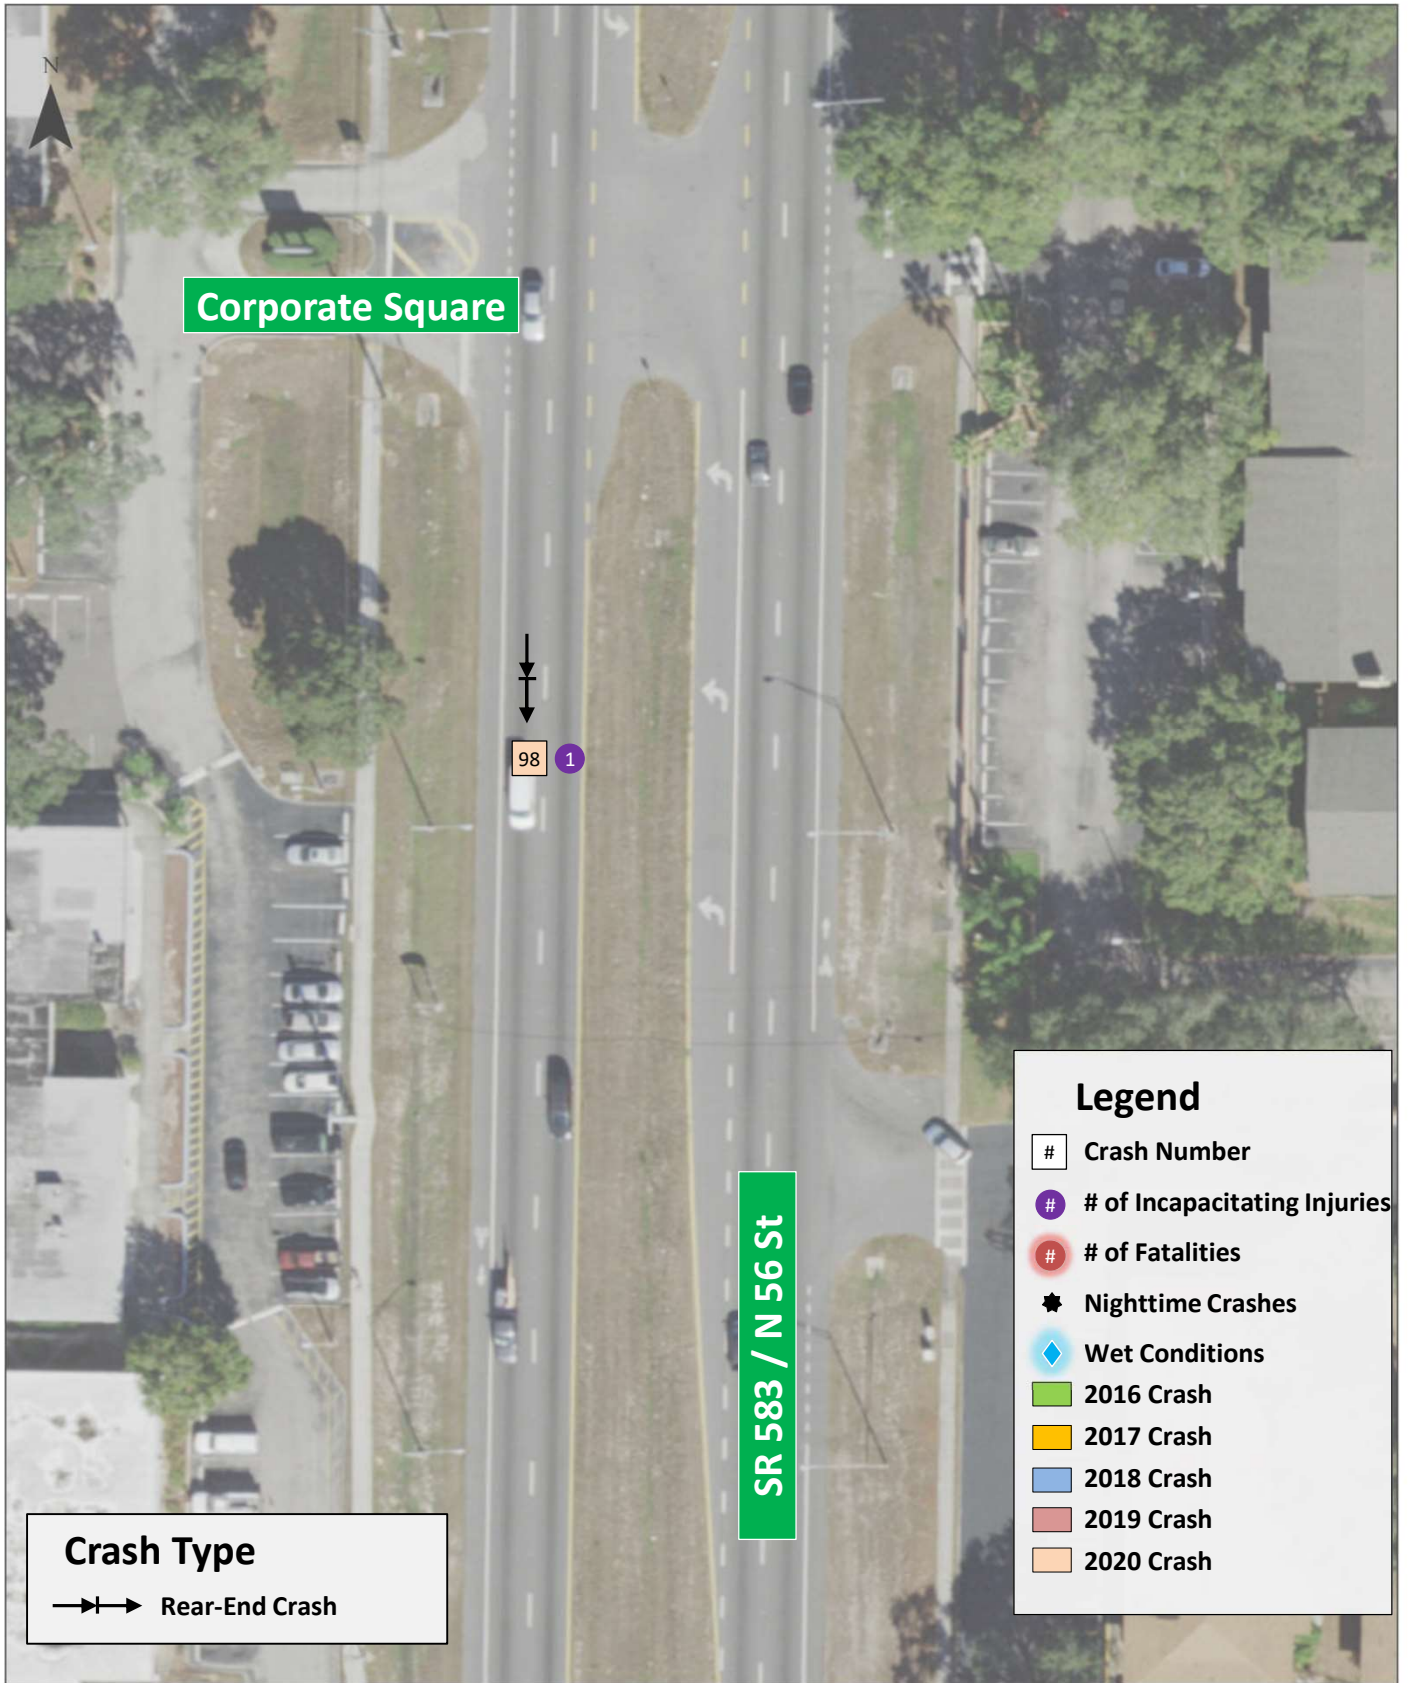 N
Corporate Square
98 1
SR 583 / N 56 St
Legend
# Crash Number
# # of Incapacitating Injuries
# # of Fatalities
Nighttime Crashes
Wet Conditions
2016 Crash
2017 Crash
2018 Crash
2019 Crash
2020 Crash
Crash Type
Rear-End Crash